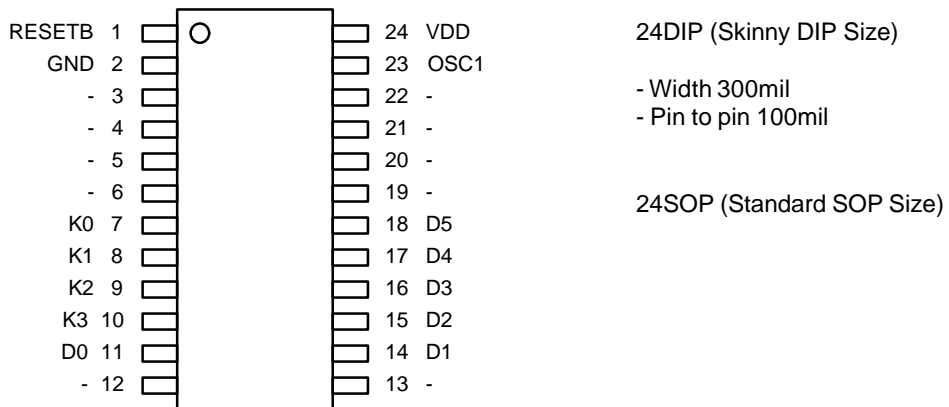 RESETB 1 24 VDD
GND 2 23 OSC1
- 3 22 -
- 4 21 -
- 5 20 -
- 6 19 -
K0 7 18 D5
K1 8 17 D4
K2 9 16 D3
K3 10 15 D2
D0 11 14 D1
- 12 13 -
24DIP (Skinny DIP Size)
- Width 300mil
- Pin to pin 100mil
24SOP (Standard SOP Size)